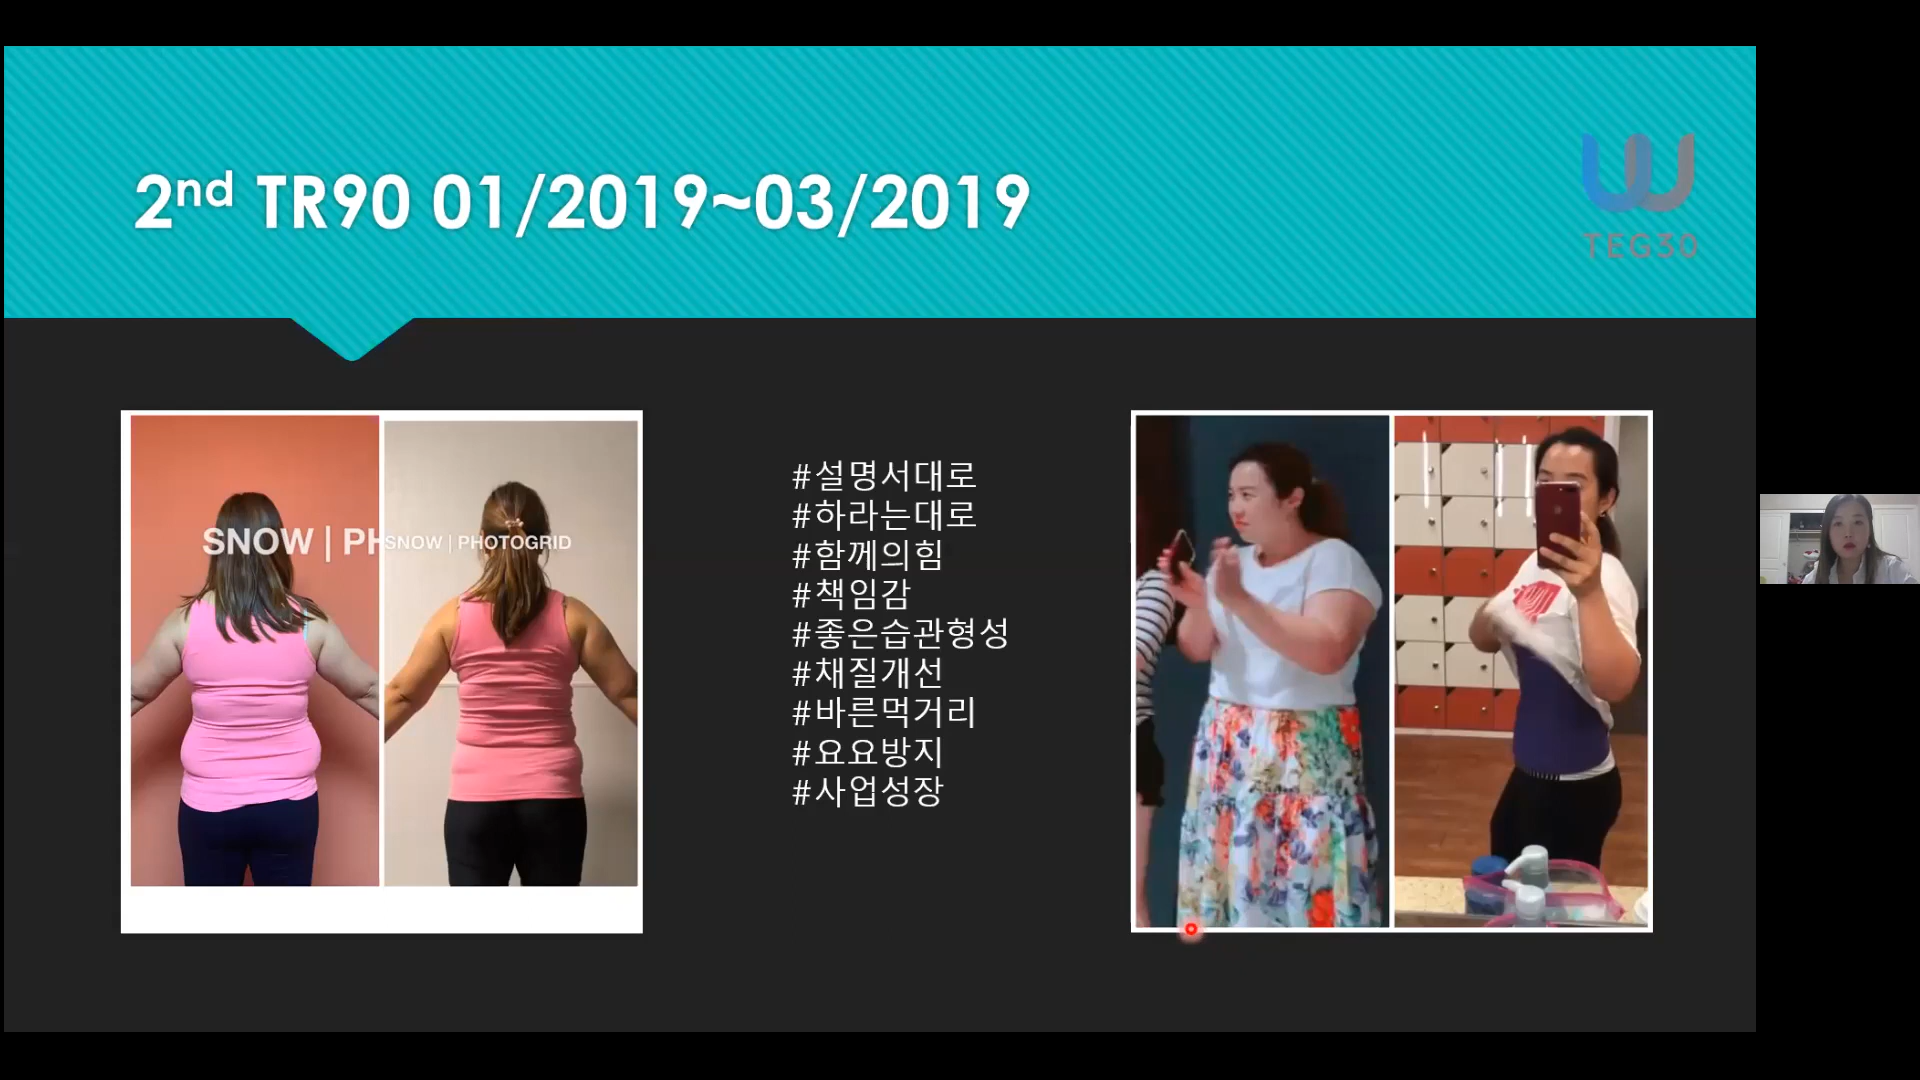 2nd TR90 01/2019~03/2019
TEG30
SNOW | PH
SNOW | PHOTOGRID
#설명서대로
#하라는대로
#함께의힘
#책임감
#좋은습관형성
#채질개선
#바른먹거리
#요요방지
#사업성장